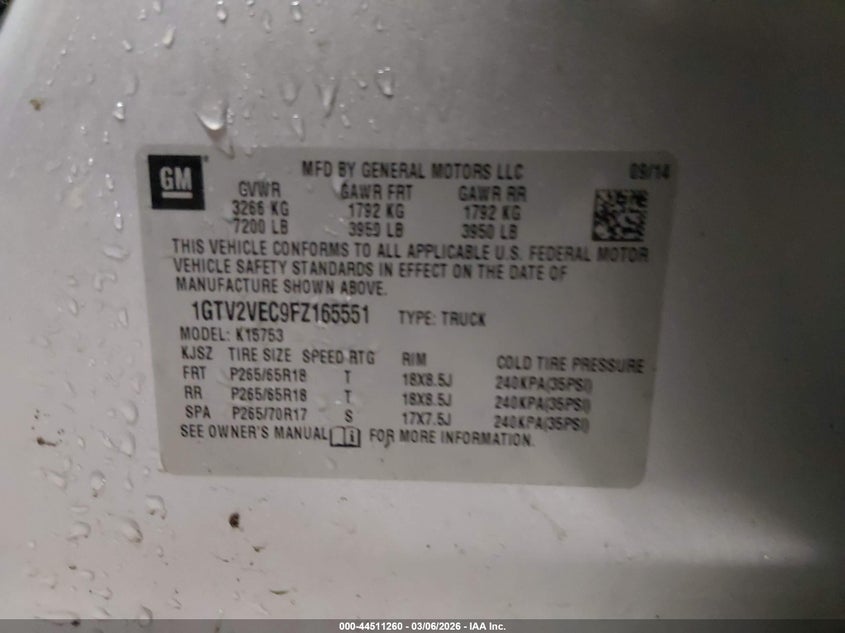 GM
MFD BY GENERAL MOTORS LLC 09/14
GVWR GAWR FRT GAWR RR
3266 KG 1792 KG 1792 KG
7200 LB 3950 LB 3950 LB
THIS VEHICLE CONFORMS TO ALL APPLICABLE U.S. FEDERAL MOTOR
VEHICLE SAFETY STANDARDS IN EFFECT ON THE DATE OF
MANUFACTURE SHOWN ABOVE.
1GTV2VEC9FZ165551 TYPE: TRUCK
MODEL: K15753
KJSZ TIRE SIZE SPEED RTG RIM COLD TIRE PRESSURE
FRT P265/65R18 T 18X8.5J 240KPA(35PSI)
RR P265/65R18 T 18X8.5J 240KPA(35PSI)
SPA P265/70R17 S 17X7.5J 240KPA(35PSI)
SEE OWNER'S MANUAL FOR MORE INFORMATION.
000-44511260 - 03/06/2026 - IAA Inc.